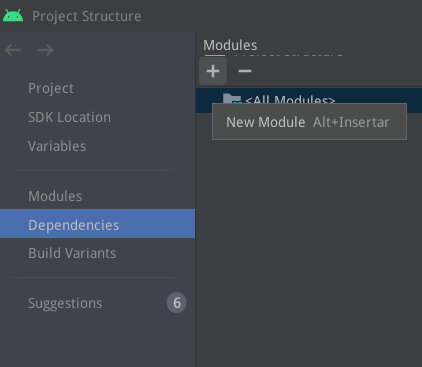 Project Structure
Modules
Project
<All Modules>
SDK Location
New Module Alt+Insertar
Variables
Modules
Dependencies
Build Variants
Suggestions 6